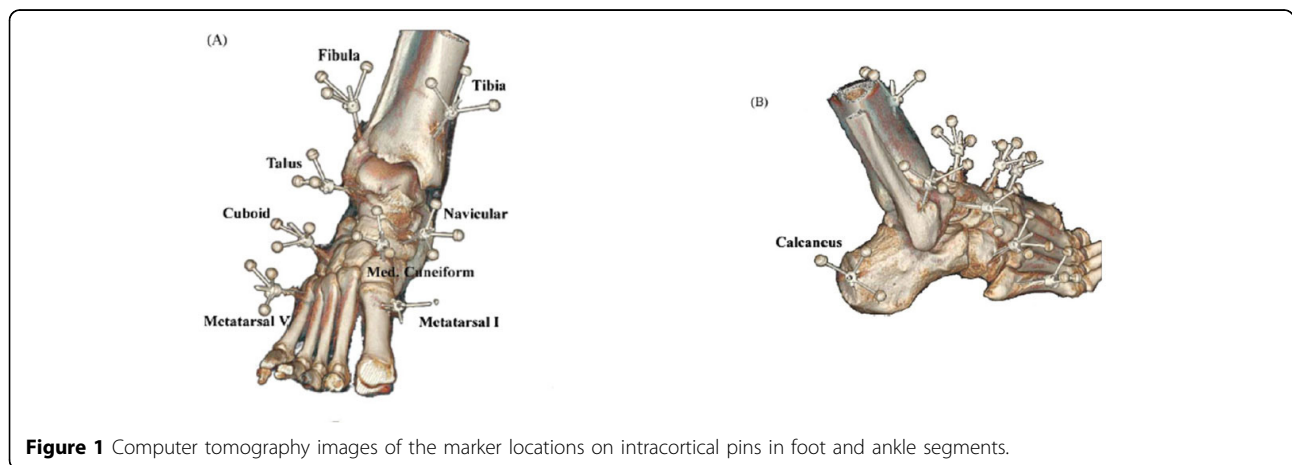 (A)
Fibula
Tibia
(B)
Talus
Cuboid
Navicular
Calcaneus
Med. Cuneiform
Metatarsal V
Metatarsal I
Figure 1 Computer tomography images of the marker locations on intracortical pins in foot and ankle segments.